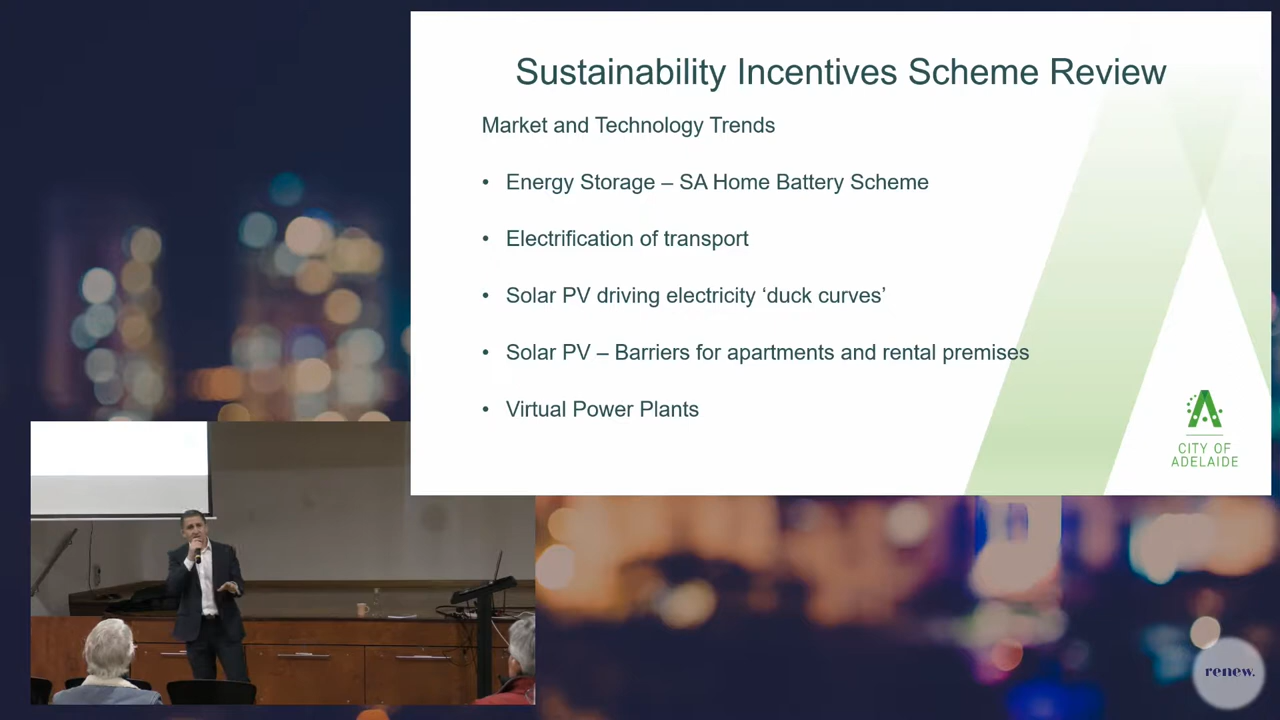 Sustainability Incentives Scheme Review
Market and Technology Trends
• Energy Storage – SA Home Battery Scheme
• Electrification of transport
• Solar PV driving electricity ‘duck curves’
• Solar PV – Barriers for apartments and rental premises
• Virtual Power Plants
CITY OF
ADELAIDE
renew.